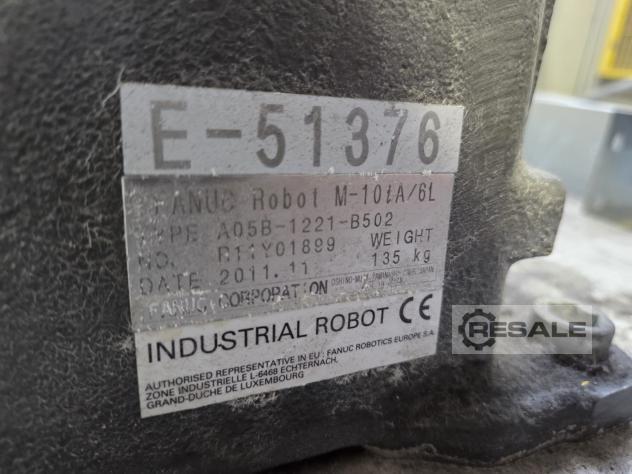 E-51376
FANUC Robot M-10iA/6L
TYPE A05B-1221-B502
NO. R11Y01899 WEIGHT
DATE 2011.11 135 kg
FANUC CORPORATION
INDUSTRIAL ROBOT CE
AUTHORISED REPRESENTATIVE IN EU: FANUC ROBOTICS EUROPE S.A.
ZONE INDUSTRIELLE L-6468 ECHTERNACH,
GRAND-DUCHE DE LUXEMBOURG
RESALE